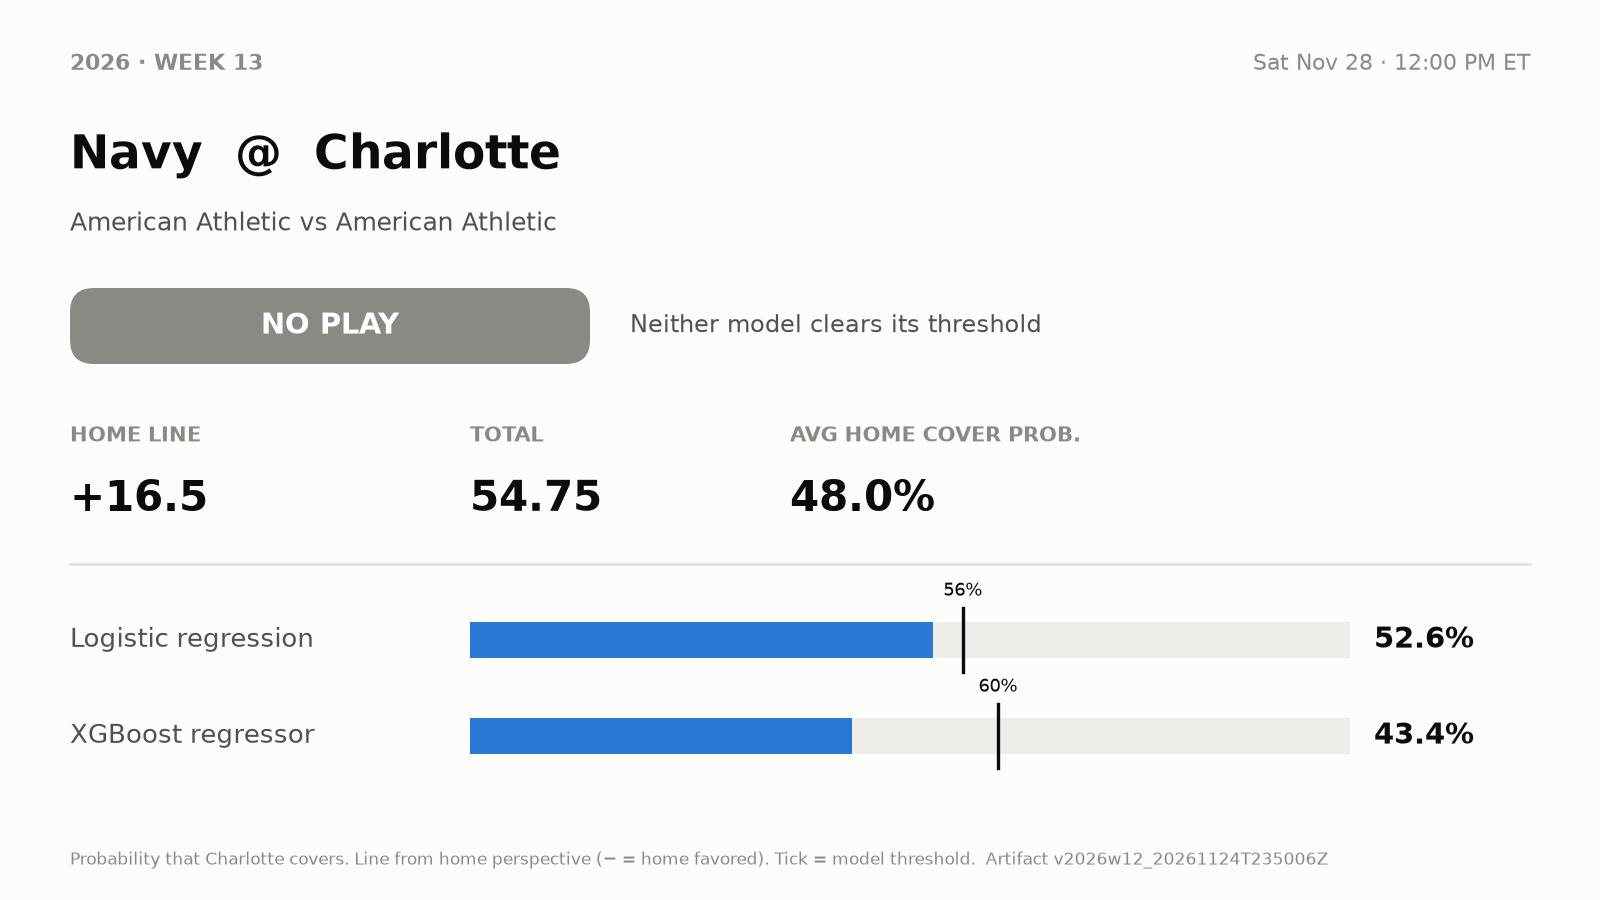 2026 · WEEK 13
Sat Nov 28 · 12:00 PM ET
Navy @ Charlotte
American Athletic vs American Athletic
NO PLAY
Neither model clears its threshold
HOME LINE
TOTAL
AVG HOME COVER PROB.
+16.5
54.75
48.0%
56%
Logistic regression
52.6%
60%
XGBoost regressor
43.4%
Probability that Charlotte covers. Line from home perspective (− = home favored). Tick = model threshold. Artifact v2026w12_20261124T235006Z